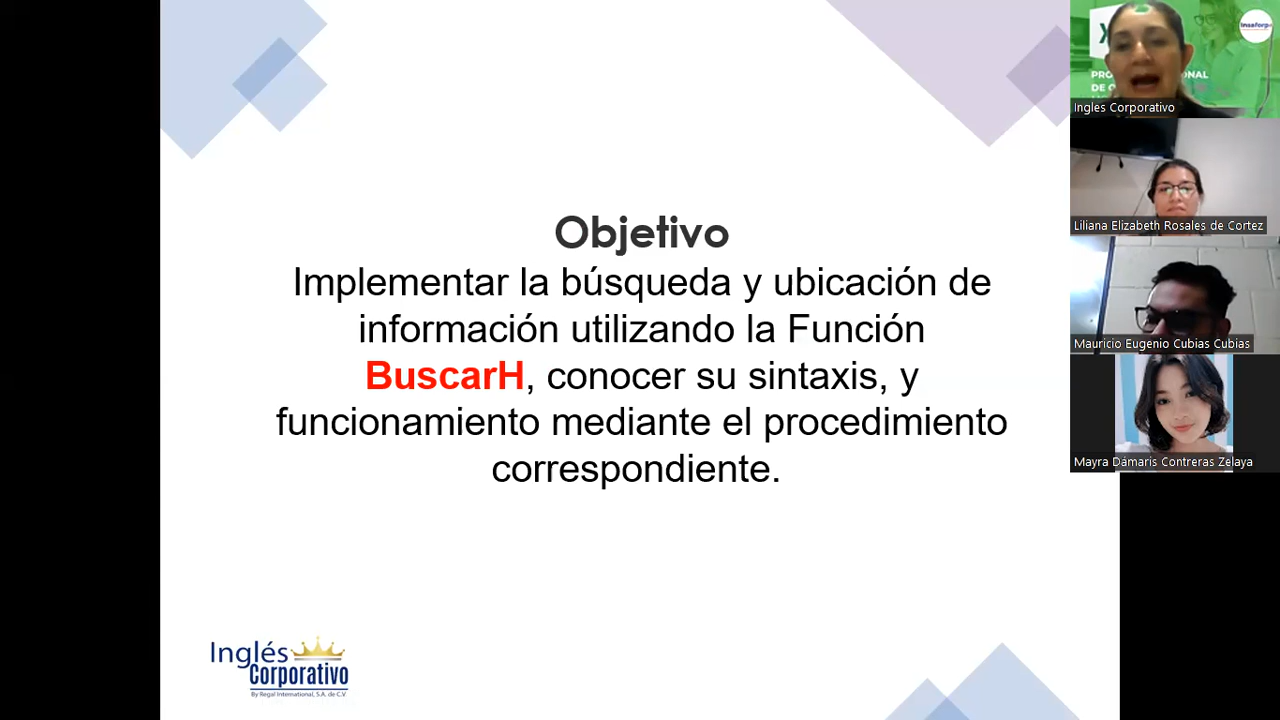 Objetivo
Implementar la búsqueda y ubicación de
información utilizando la Función
BuscarH, conocer su sintaxis, y
funcionamiento mediante el procedimiento
correspondiente.
Inglés
Corporativo
By Regal International, S.A. de C.V
Insaforp
Ingles Corporativo
Liliana Elizabeth Rosales de Cortez
Mauricio Eugenio Cubias Cubias
Mayra Dámaris Contreras Zelaya